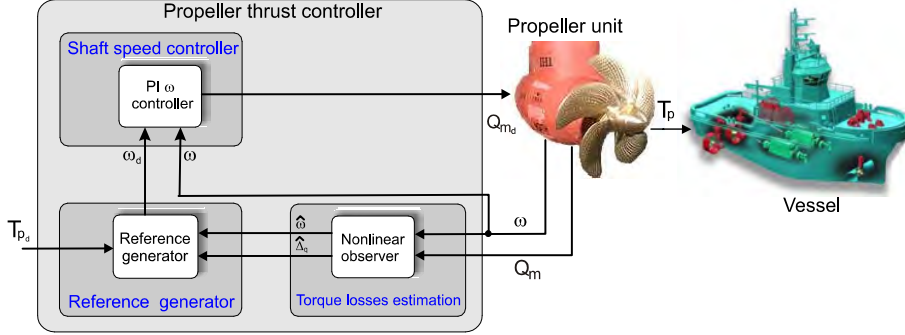 Propeller thrust controller
Shaft speed controller
PI ω
controller
Propeller unit
Q_{m_d}
T_p
Vessel
ω_d
ω
T_{p_d}
Reference
generator
Reference generator
ω̂
Δ̂_q
Nonlinear
observer
Torque losses estimation
ω
Q_m